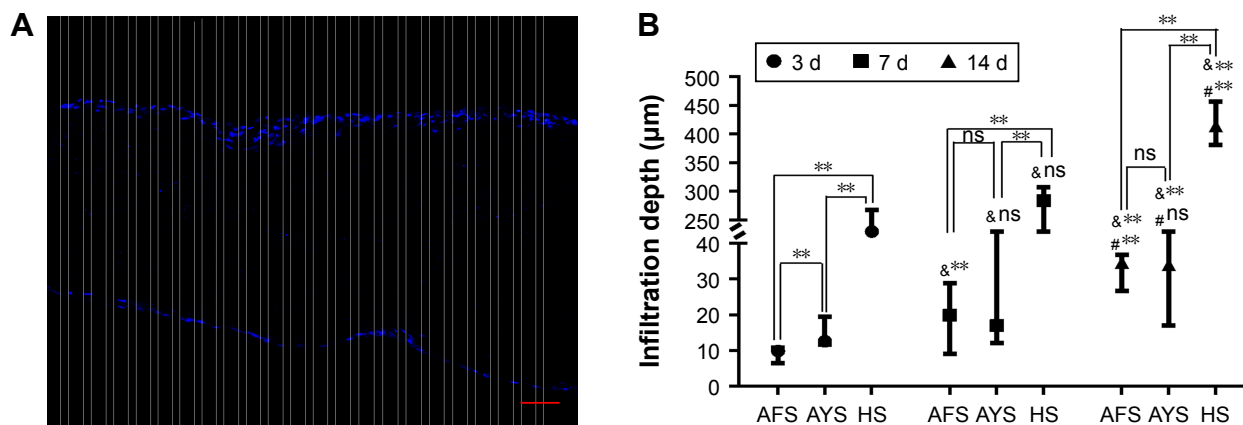 A
B
● 3 d ■ 7 d ▲ 14 d
Infiltration depth (µm)
500
450
400
350
300
250
40
30
20
10
0
**
**
**
**
ns
**
&**
&ns
&ns
**
**
ns
&**
#**
&**
#ns
&**
#**
AFS AYS HS AFS AYS HS AFS AYS HS